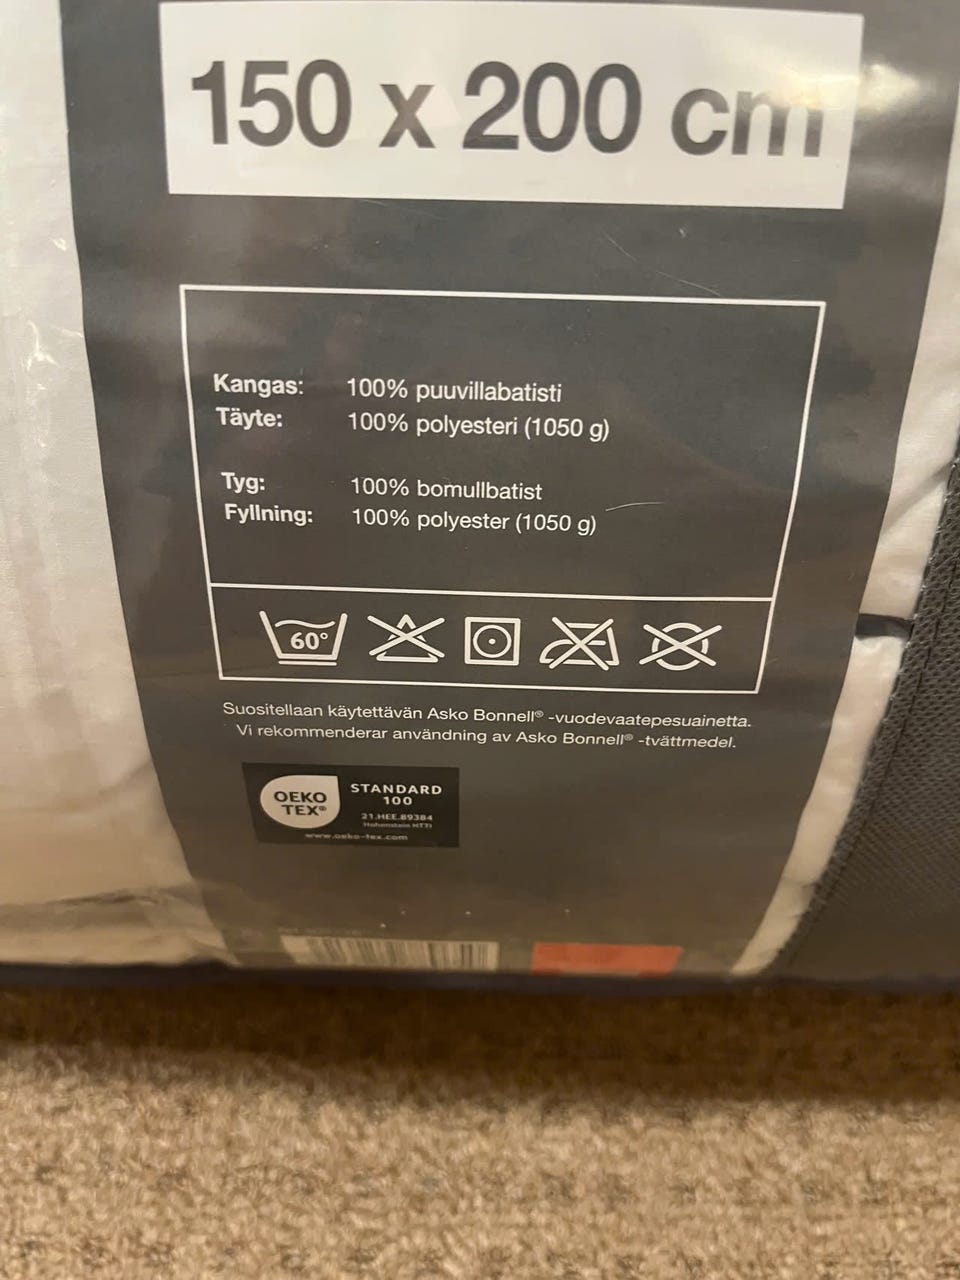 150 x 200 cm
Kangas: 100% puuvillabatisti
Täyte: 100% polyesteri (1050 g)
Tyg: 100% bomullbatist
Fyllning: 100% polyester (1050 g)
60°
Suositellaan käytettävän Asko Bonnell® -vuodevaatepesuainetta.
Vi rekommenderar användning av Asko Bonnell® -tvättmedel.
OEKO
TEX®
STANDARD
100
21.HEE.89384
Hohenstein HTTI
www.oeko-tex.com